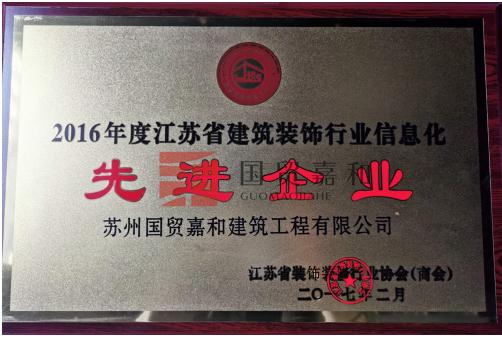 2016年度江苏省建筑装饰行业信息化
先进企业
国贸嘉和
GUOMAOJIAHE
苏州国贸嘉和建筑工程有限公司
江苏省装饰装修行业协会(商会)
二〇一七年二月